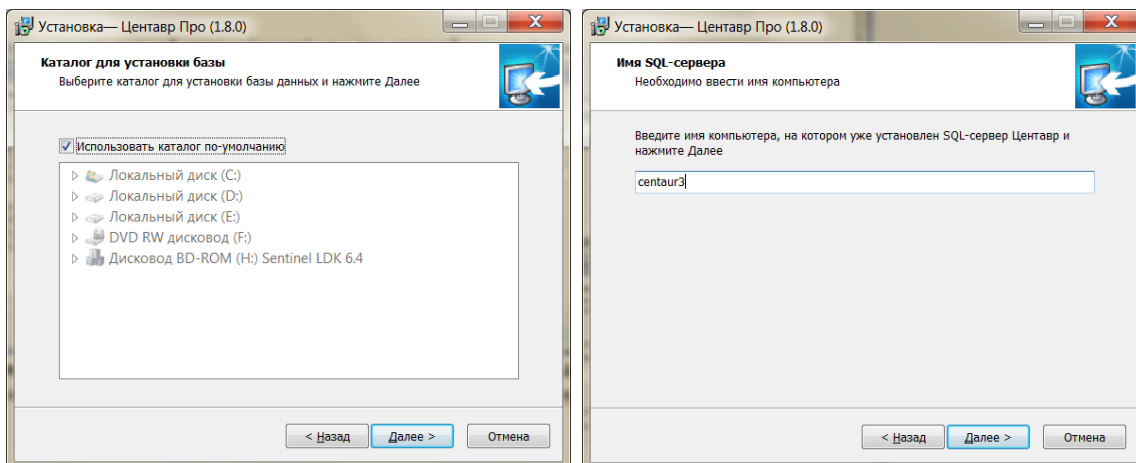 Установка— Центавр Про (1.8.0)
Каталог для установки базы
Выберите каталог для установки базы данных и нажмите Далее
Использовать каталог по-умолчанию
Локальный диск (C:)
Локальный диск (D:)
Локальный диск (E:)
DVD RW дисковод (F:)
Дисковод BD-ROM (H:) Sentinel LDK 6.4
< Назад Далее > Отмена
Установка— Центавр Про (1.8.0)
Имя SQL-сервера
Необходимо ввести имя компьютера
Введите имя компьютера, на котором уже установлен SQL-сервер Центавр и
нажмите Далее
centaur3
< Назад Далее > Отмена